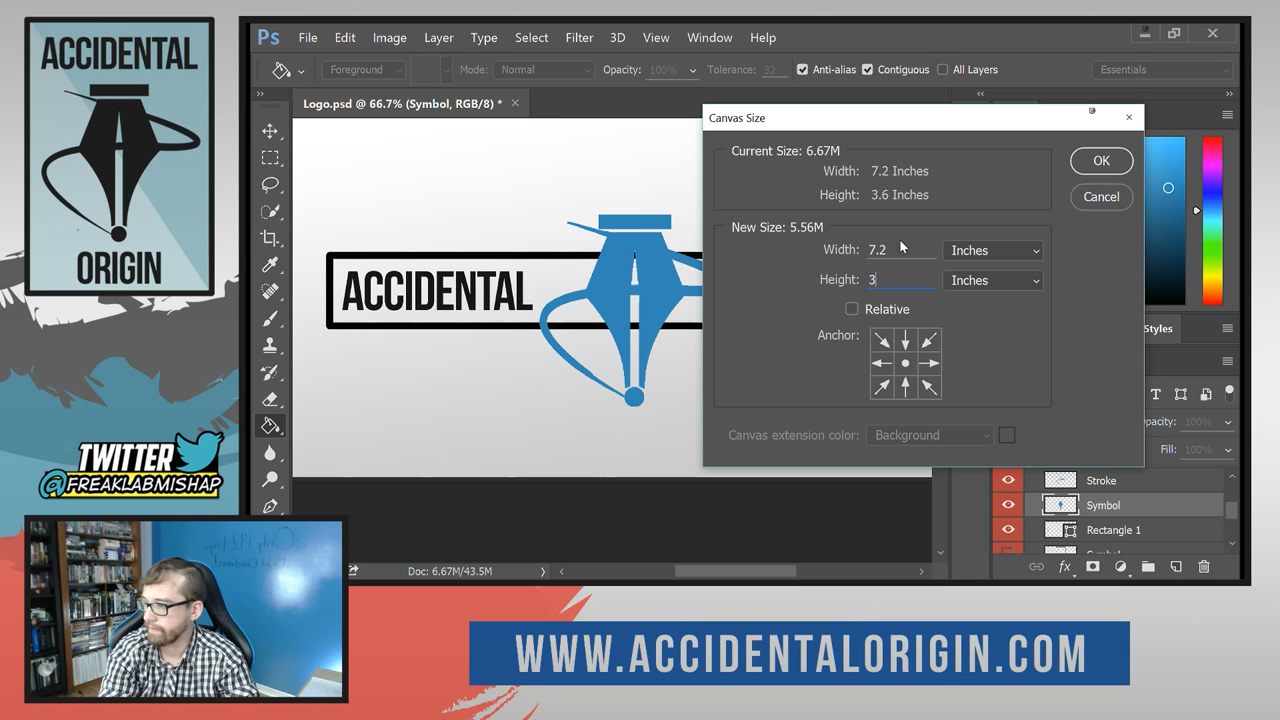 ACCIDENTAL
ORIGIN
TWITTER
@FREAKLABMISHAP
Ps File Edit Image Layer Type Select Filter 3D View Window Help
Foreground Mode: Normal Opacity: 100% Tolerance: 32 Anti-alias Contiguous All Layers Essentials
Logo.psd @ 66.7% (Symbol, RGB/8) *
ACCIDENTAL
Canvas Size
Current Size: 6.67M
Width: 7.2 Inches
Height: 3.6 Inches
OK
Cancel
New Size: 5.56M
Width: 7.2 Inches
Height: 3 Inches
Relative
Anchor:
Canvas extension color: Background
Styles
100%
Fill: 100%
Stroke
Symbol
Rectangle 1
Doc: 6.67M/43.5M
fx
WWW.ACCIDENTALORIGIN.COM